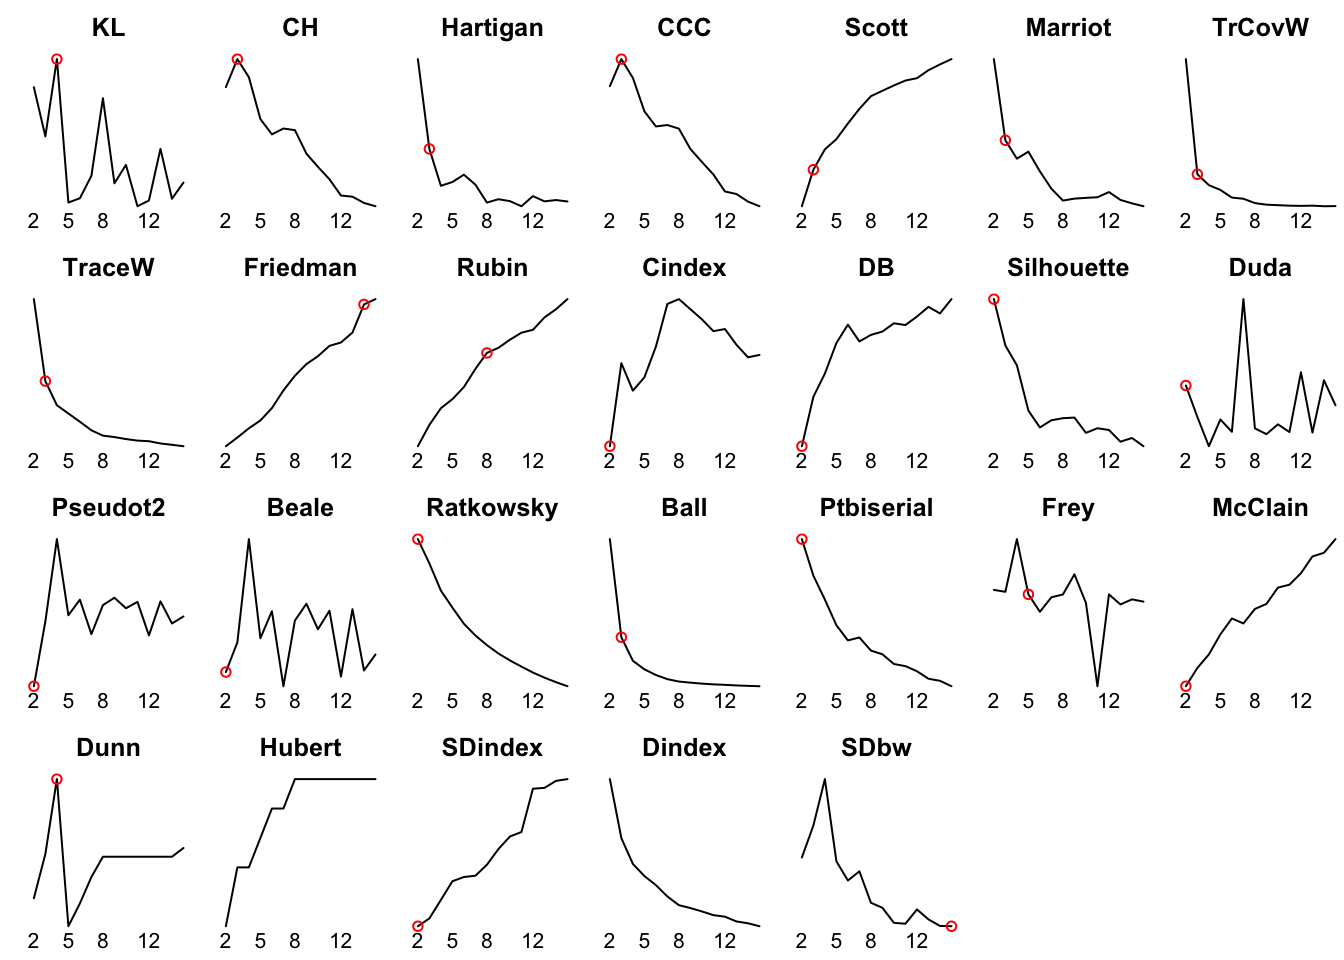 KL CH Hartigan CCC Scott Marriot TrCovW
2 5 8 12 2 5 8 12 2 5 8 12 2 5 8 12 2 5 8 12 2 5 8 12 2 5 8 12
TraceW Friedman Rubin Cindex DB Silhouette Duda
2 5 8 12 2 5 8 12 2 5 8 12 2 5 8 12 2 5 8 12 2 5 8 12 2 5 8 12
Pseudot2 Beale Ratkowsky Ball Ptbiserial Frey McClain
2 5 8 12 2 5 8 12 2 5 8 12 2 5 8 12 2 5 8 12 2 5 8 12 2 5 8 12
Dunn Hubert SDindex Dindex SDbw
2 5 8 12 2 5 8 12 2 5 8 12 2 5 8 12 2 5 8 12